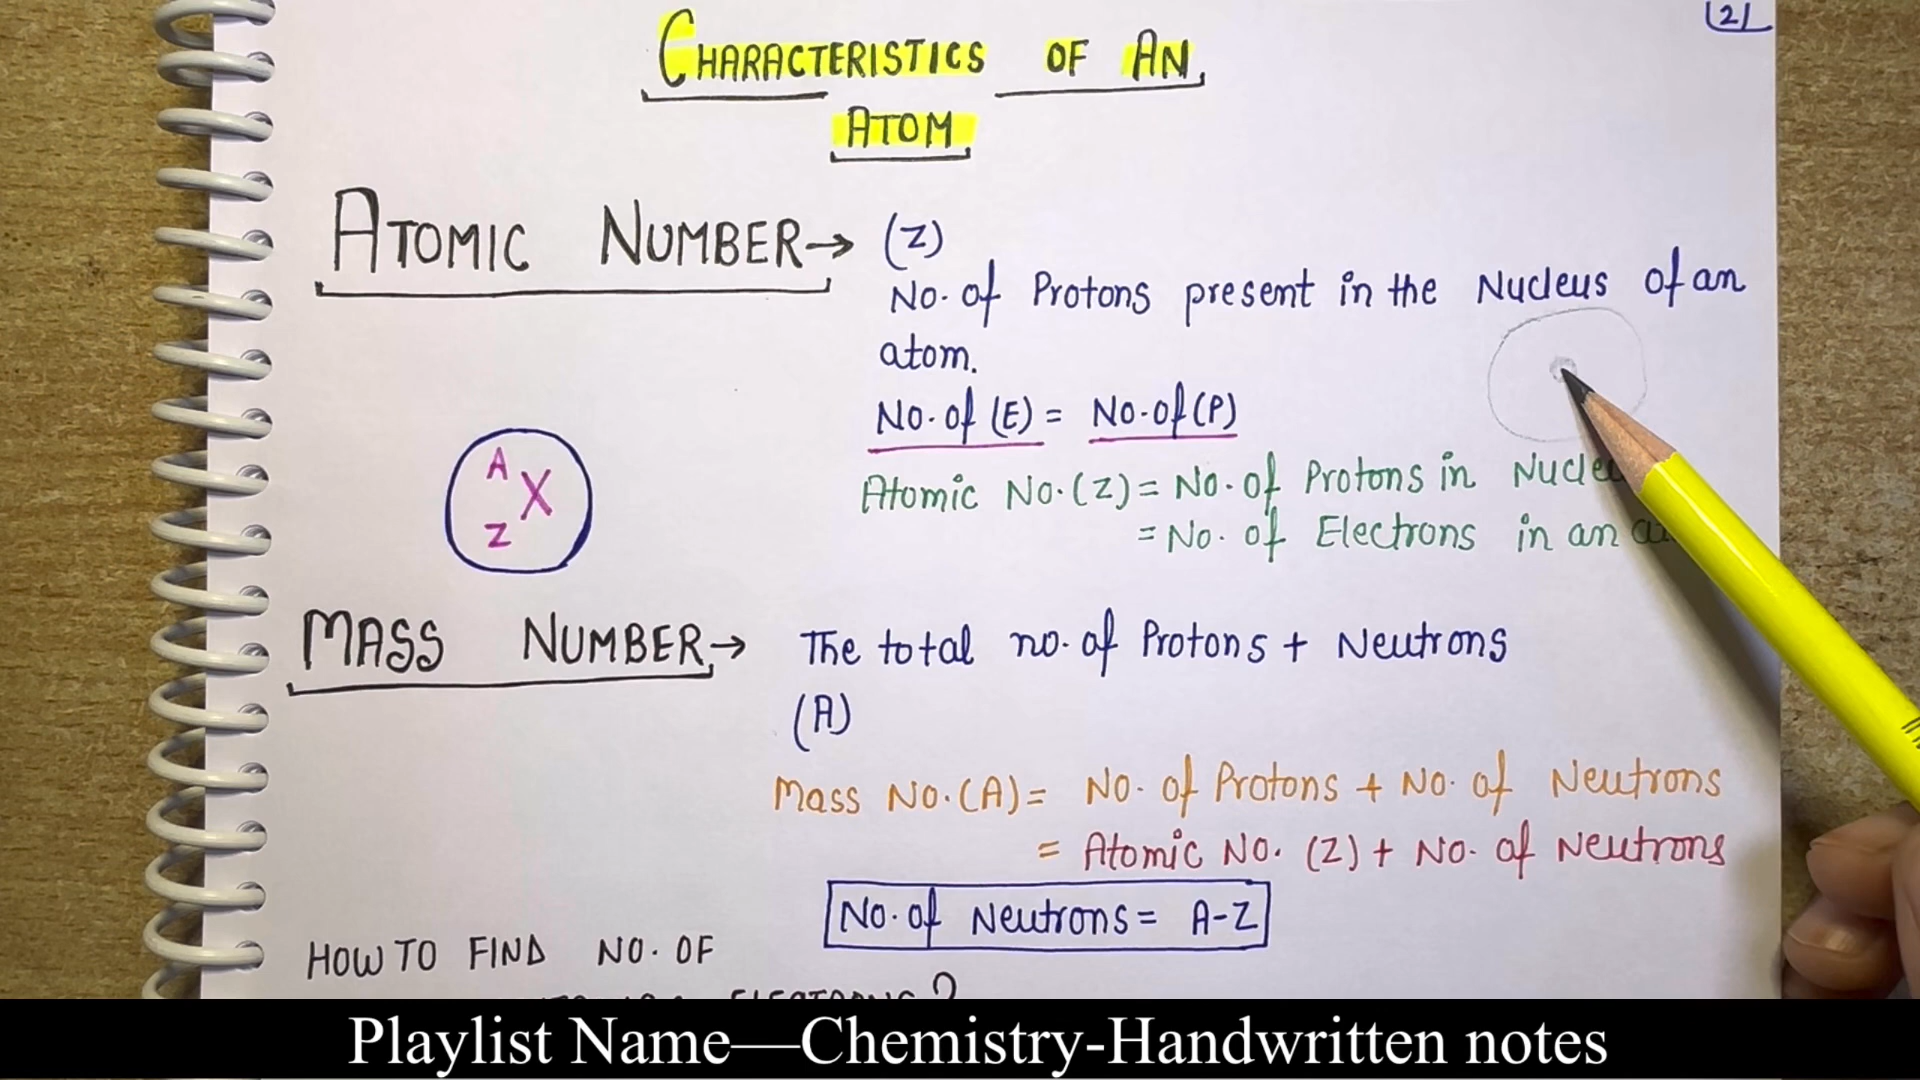 (2)
CHARACTERISTICS OF AN
ATOM
ATOMIC NUMBER→ (Z)
No. of Protons present in the Nucleus of an
atom.
No. of (E) = No. of (P)
Atomic No. (Z) = No. of Protons in
= No. of Electrons in an
A
X
Z
MASS NUMBER→ The total no. of Protons + Neutrons
(A)
Mass No. (A) = No. of Protons + No. of Neutrons
= Atomic No. (Z) + No. of Neutrons
No. of Neutrons = A-Z
HOW TO FIND NO. OF
?
Playlist Name—Chemistry-Handwritten notes